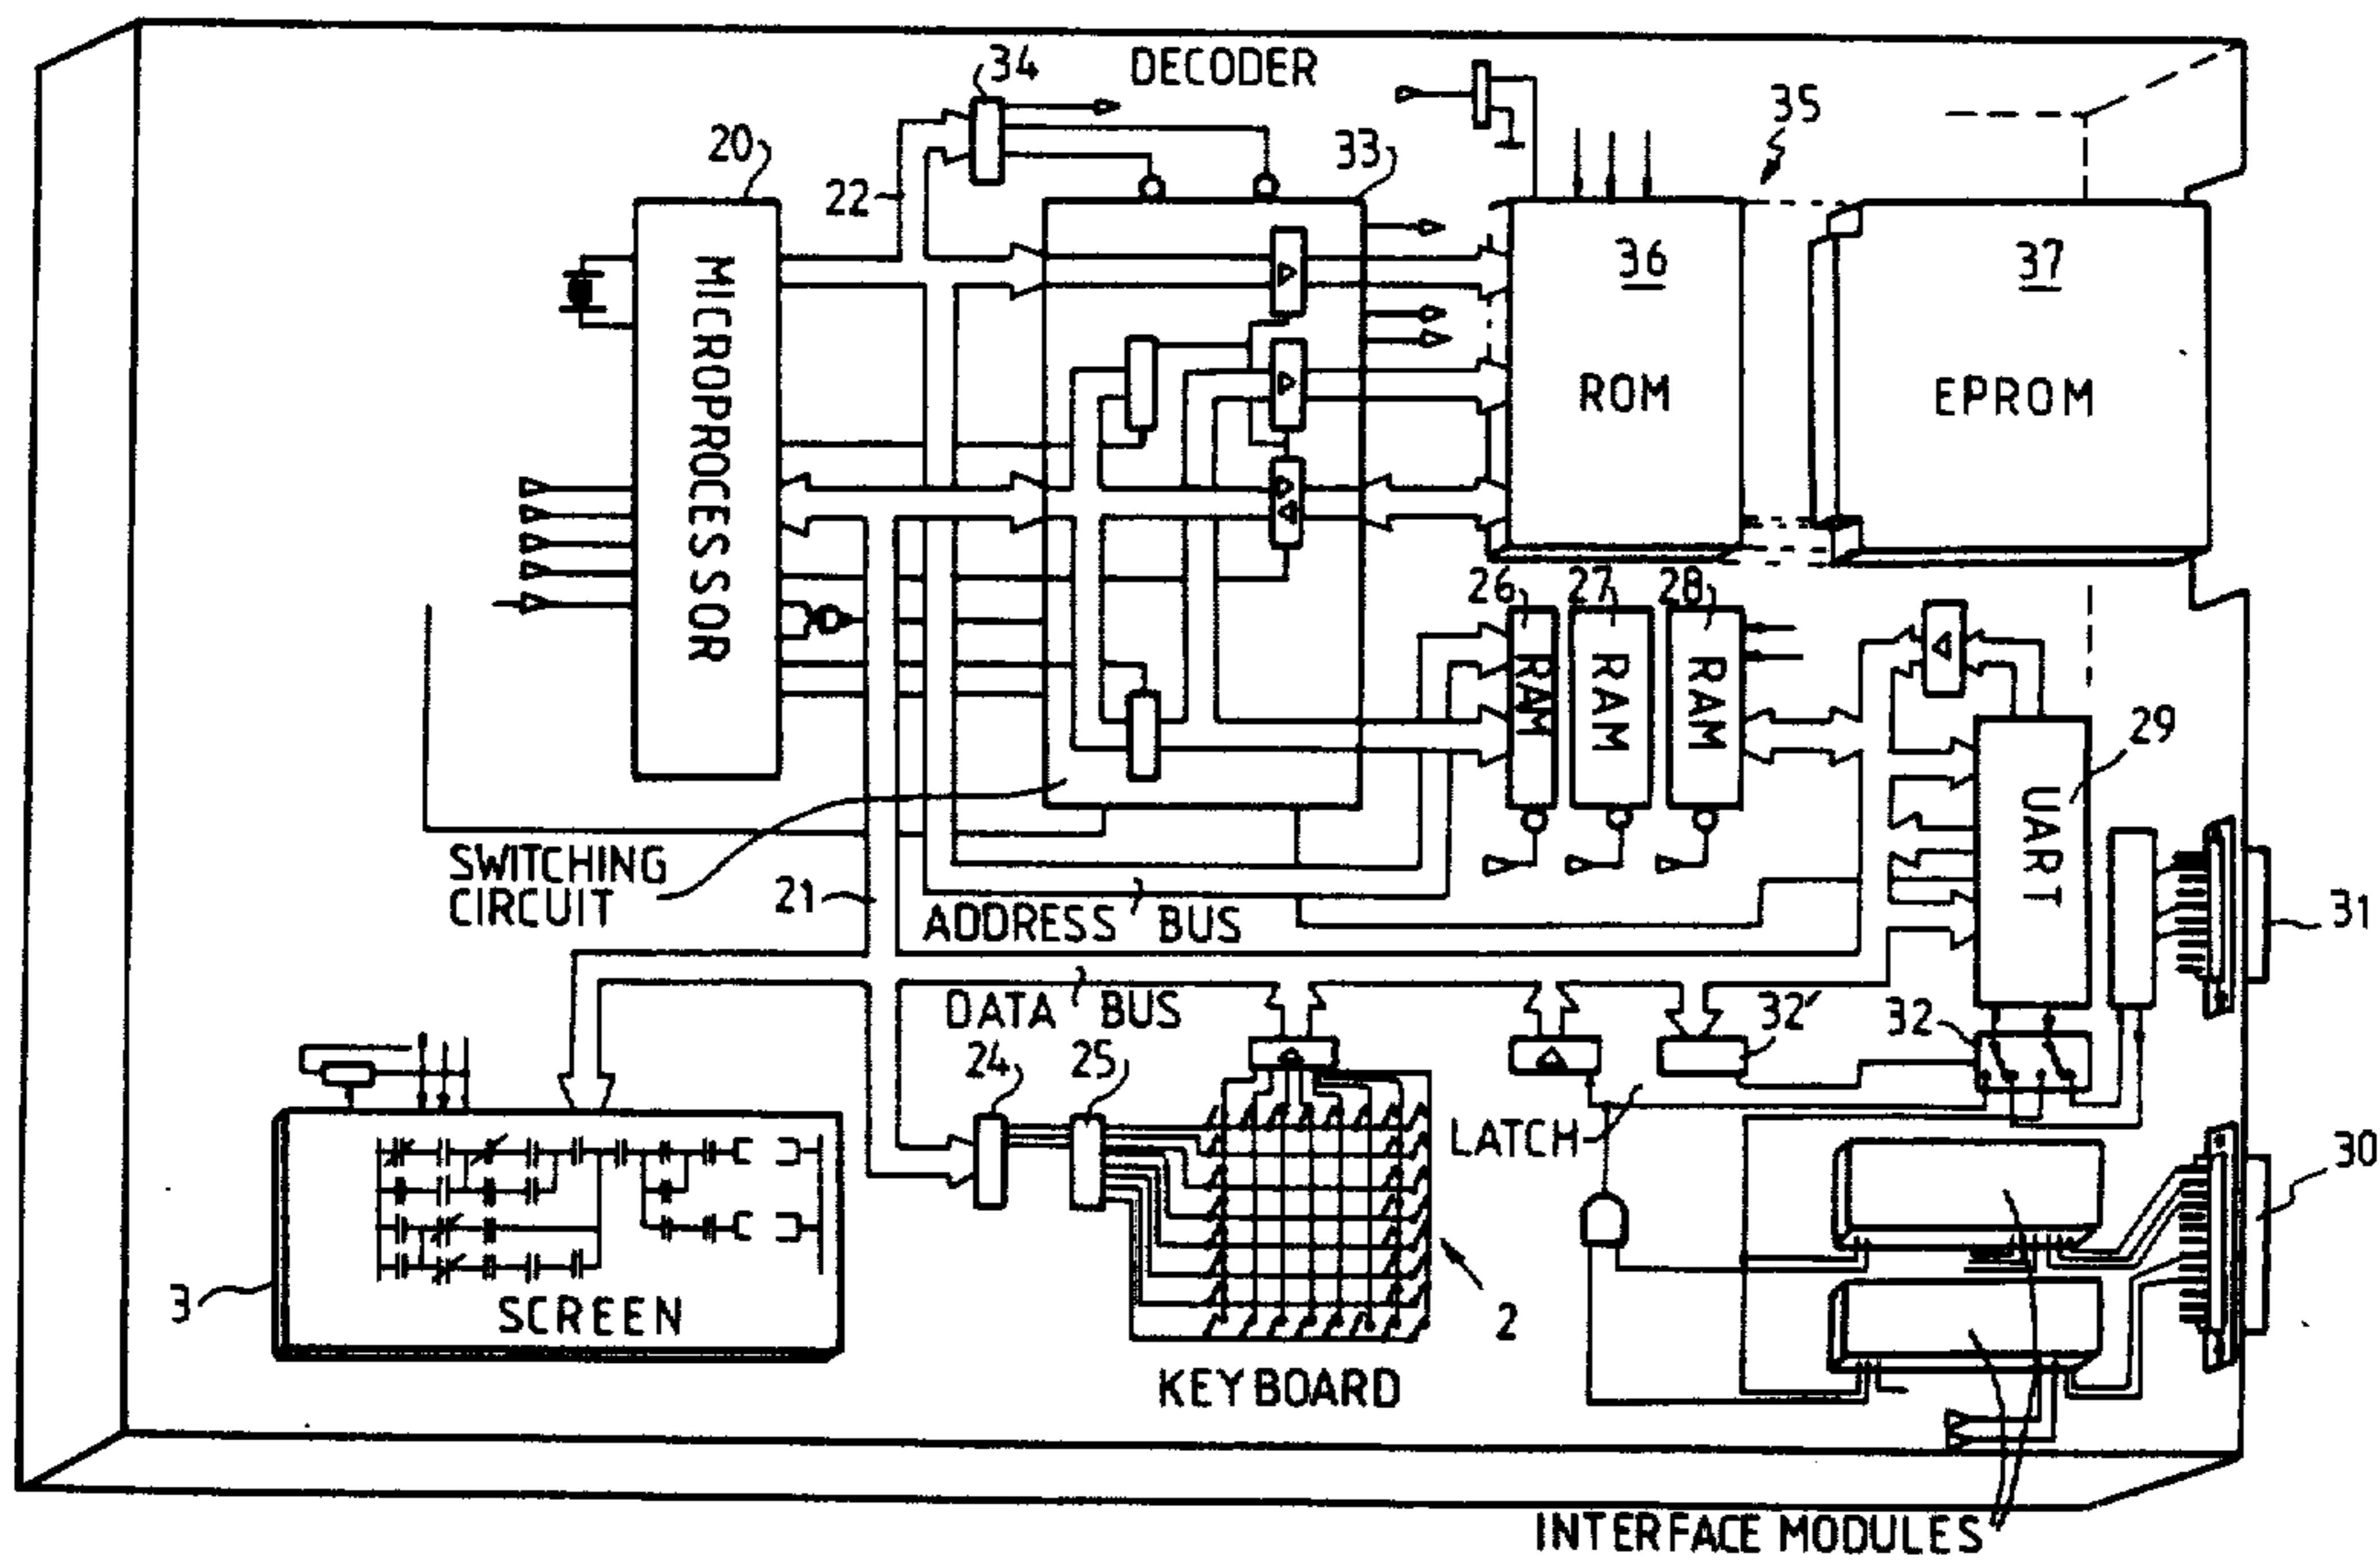 34
DECODER
35
20
33
22
36
37
MICROPROCESSOR
ROM
EPROM
26
27
28
RAM
RAM
RAM
29
UART
SWITCHING
CIRCUIT
21
ADDRESS BUS
31
DATA BUS
32'
32
24
25
LATCH
30
3
SCREEN
2
KEYBOARD
INTERFACE MODULES